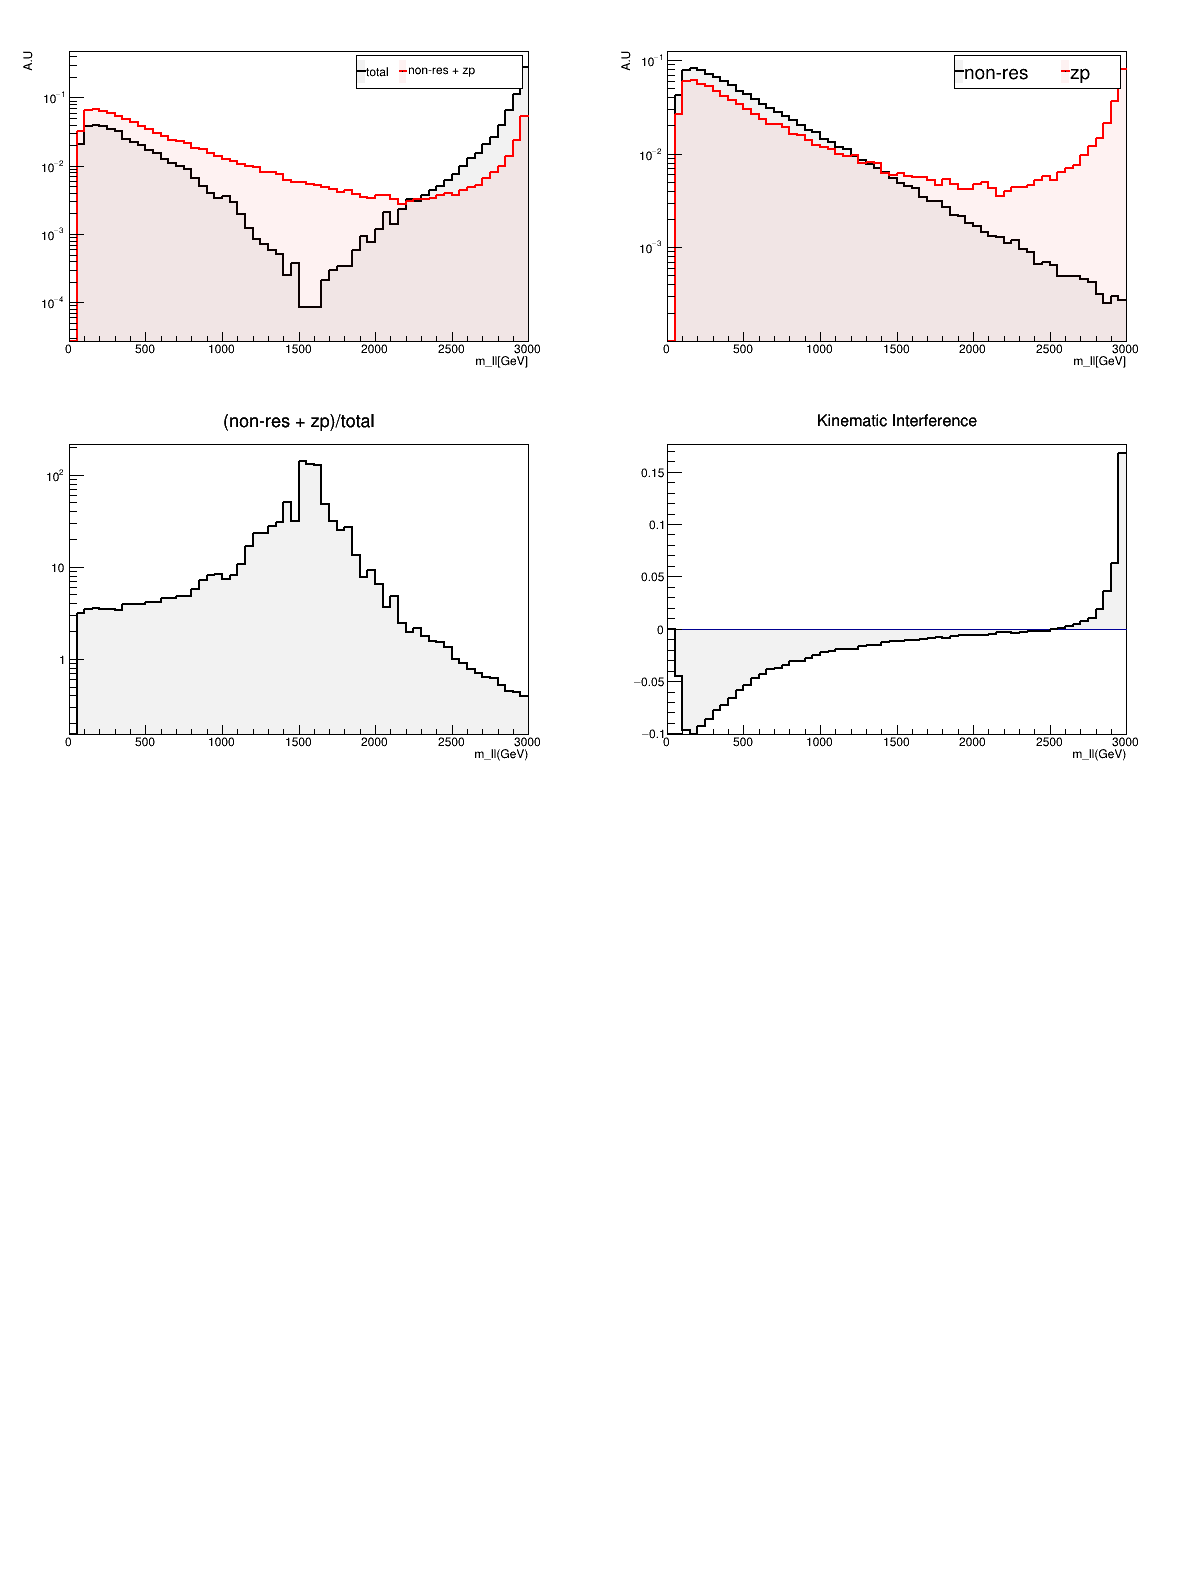 A.U
total non-res + zp
10⁻¹
10⁻²
10⁻³
10⁻⁴
0 500 1000 1500 2000 2500 3000
m_ll[GeV]
A.U
non-res zp
10⁻¹
10⁻²
10⁻³
0 500 1000 1500 2000 2500 3000
m_ll[GeV]
(non-res + zp)/total
10²
10
1
0 500 1000 1500 2000 2500 3000
m_ll(GeV)
Kinematic Interference
0.15
0.1
0.05
0
−0.05
−0.1
0 500 1000 1500 2000 2500 3000
m_ll(GeV)